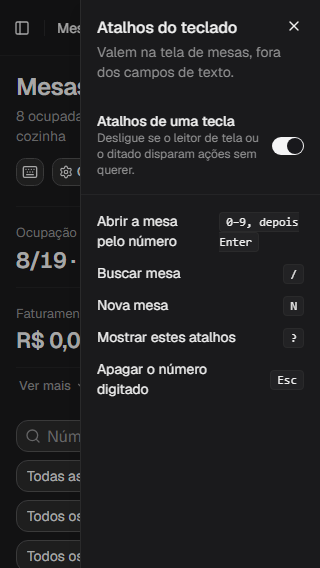 Mesas
Atalhos do teclado
Valem na tela de mesas, fora
dos campos de texto.
Atalhos de uma tecla
Desligue se o leitor de tela ou
o ditado disparam ações sem
querer.
Abrir a mesa
pelo número
0–9, depois
Enter
Buscar mesa
/
Nova mesa
N
Mostrar estes atalhos
?
Apagar o número
digitado
Esc
8 ocupada
cozinha
Ocupação
8/19 ·
Faturamen
R$ 0,0
Ver mais
Núm
Todas as
Todos os
Todos os